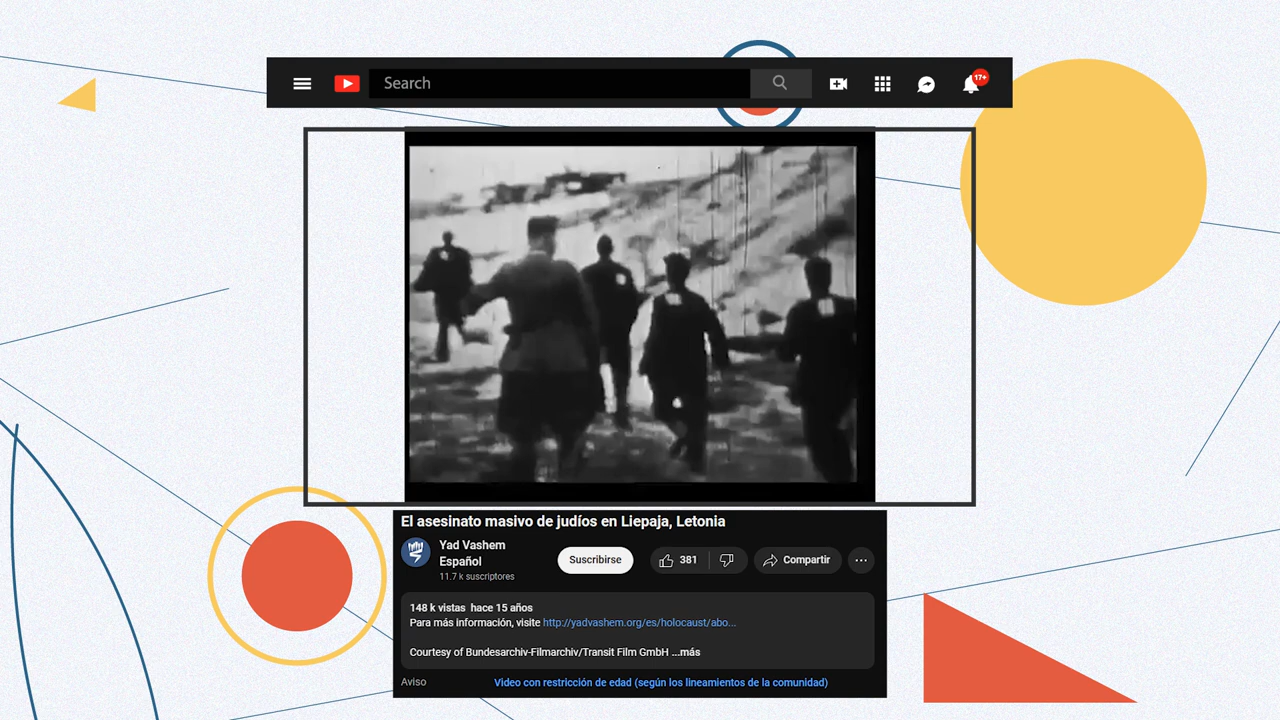 Search
17+
El asesinato masivo de judíos en Liepaja, Letonia
Yad Vashem
Español
11.7 k suscriptores
Suscribirse
381
Compartir
148 k vistas hace 15 años
Para más información, visite http://yadvashem.org/es/holocaust/abo...
Courtesy of Bundesarchiv-Filmarchiv/Transit Film GmbH ...más
Aviso
Video con restricción de edad (según los lineamientos de la comunidad)